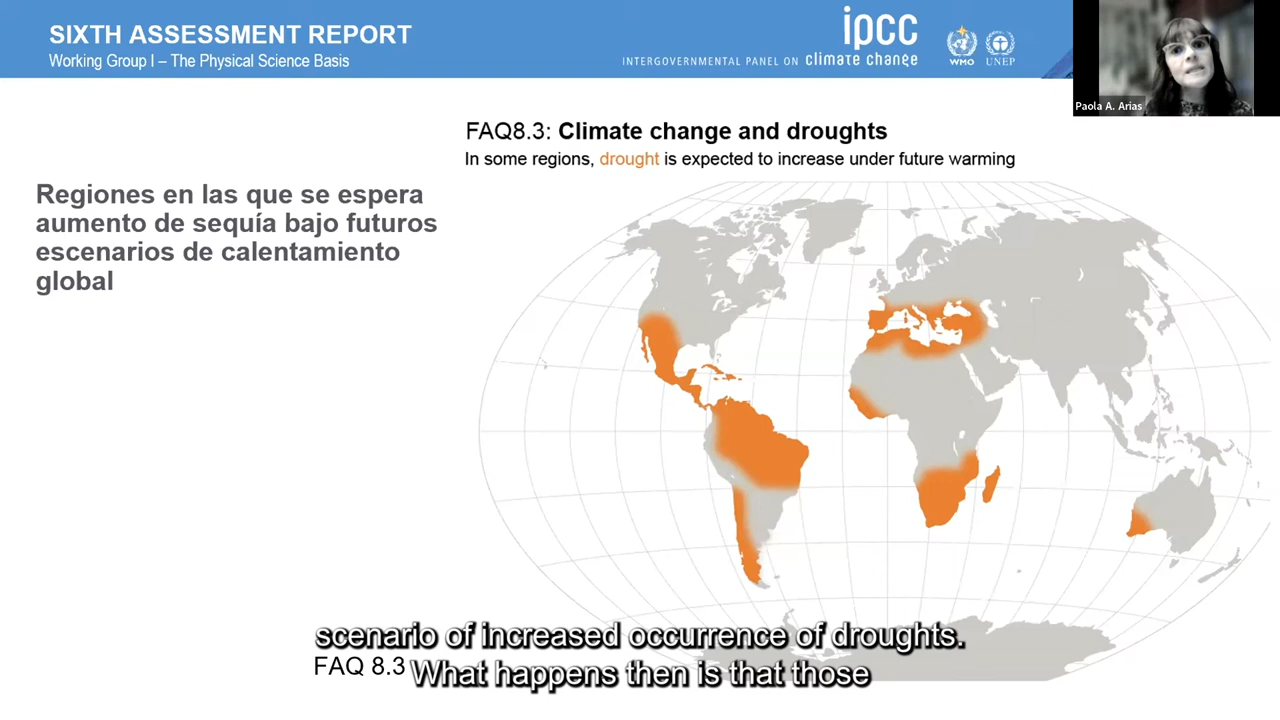 SIXTH ASSESSMENT REPORT
Working Group I – The Physical Science Basis
ipcc
INTERGOVERNMENTAL PANEL ON climate change
WMO
UNEP
Paola A. Arias
FAQ8.3: Climate change and droughts
In some regions, drought is expected to increase under future warming
Regiones en las que se espera
aumento de sequía bajo futuros
escenarios de calentamiento
global
scenario of increased occurrence of droughts.
FAQ 8.3
What happens then is that those